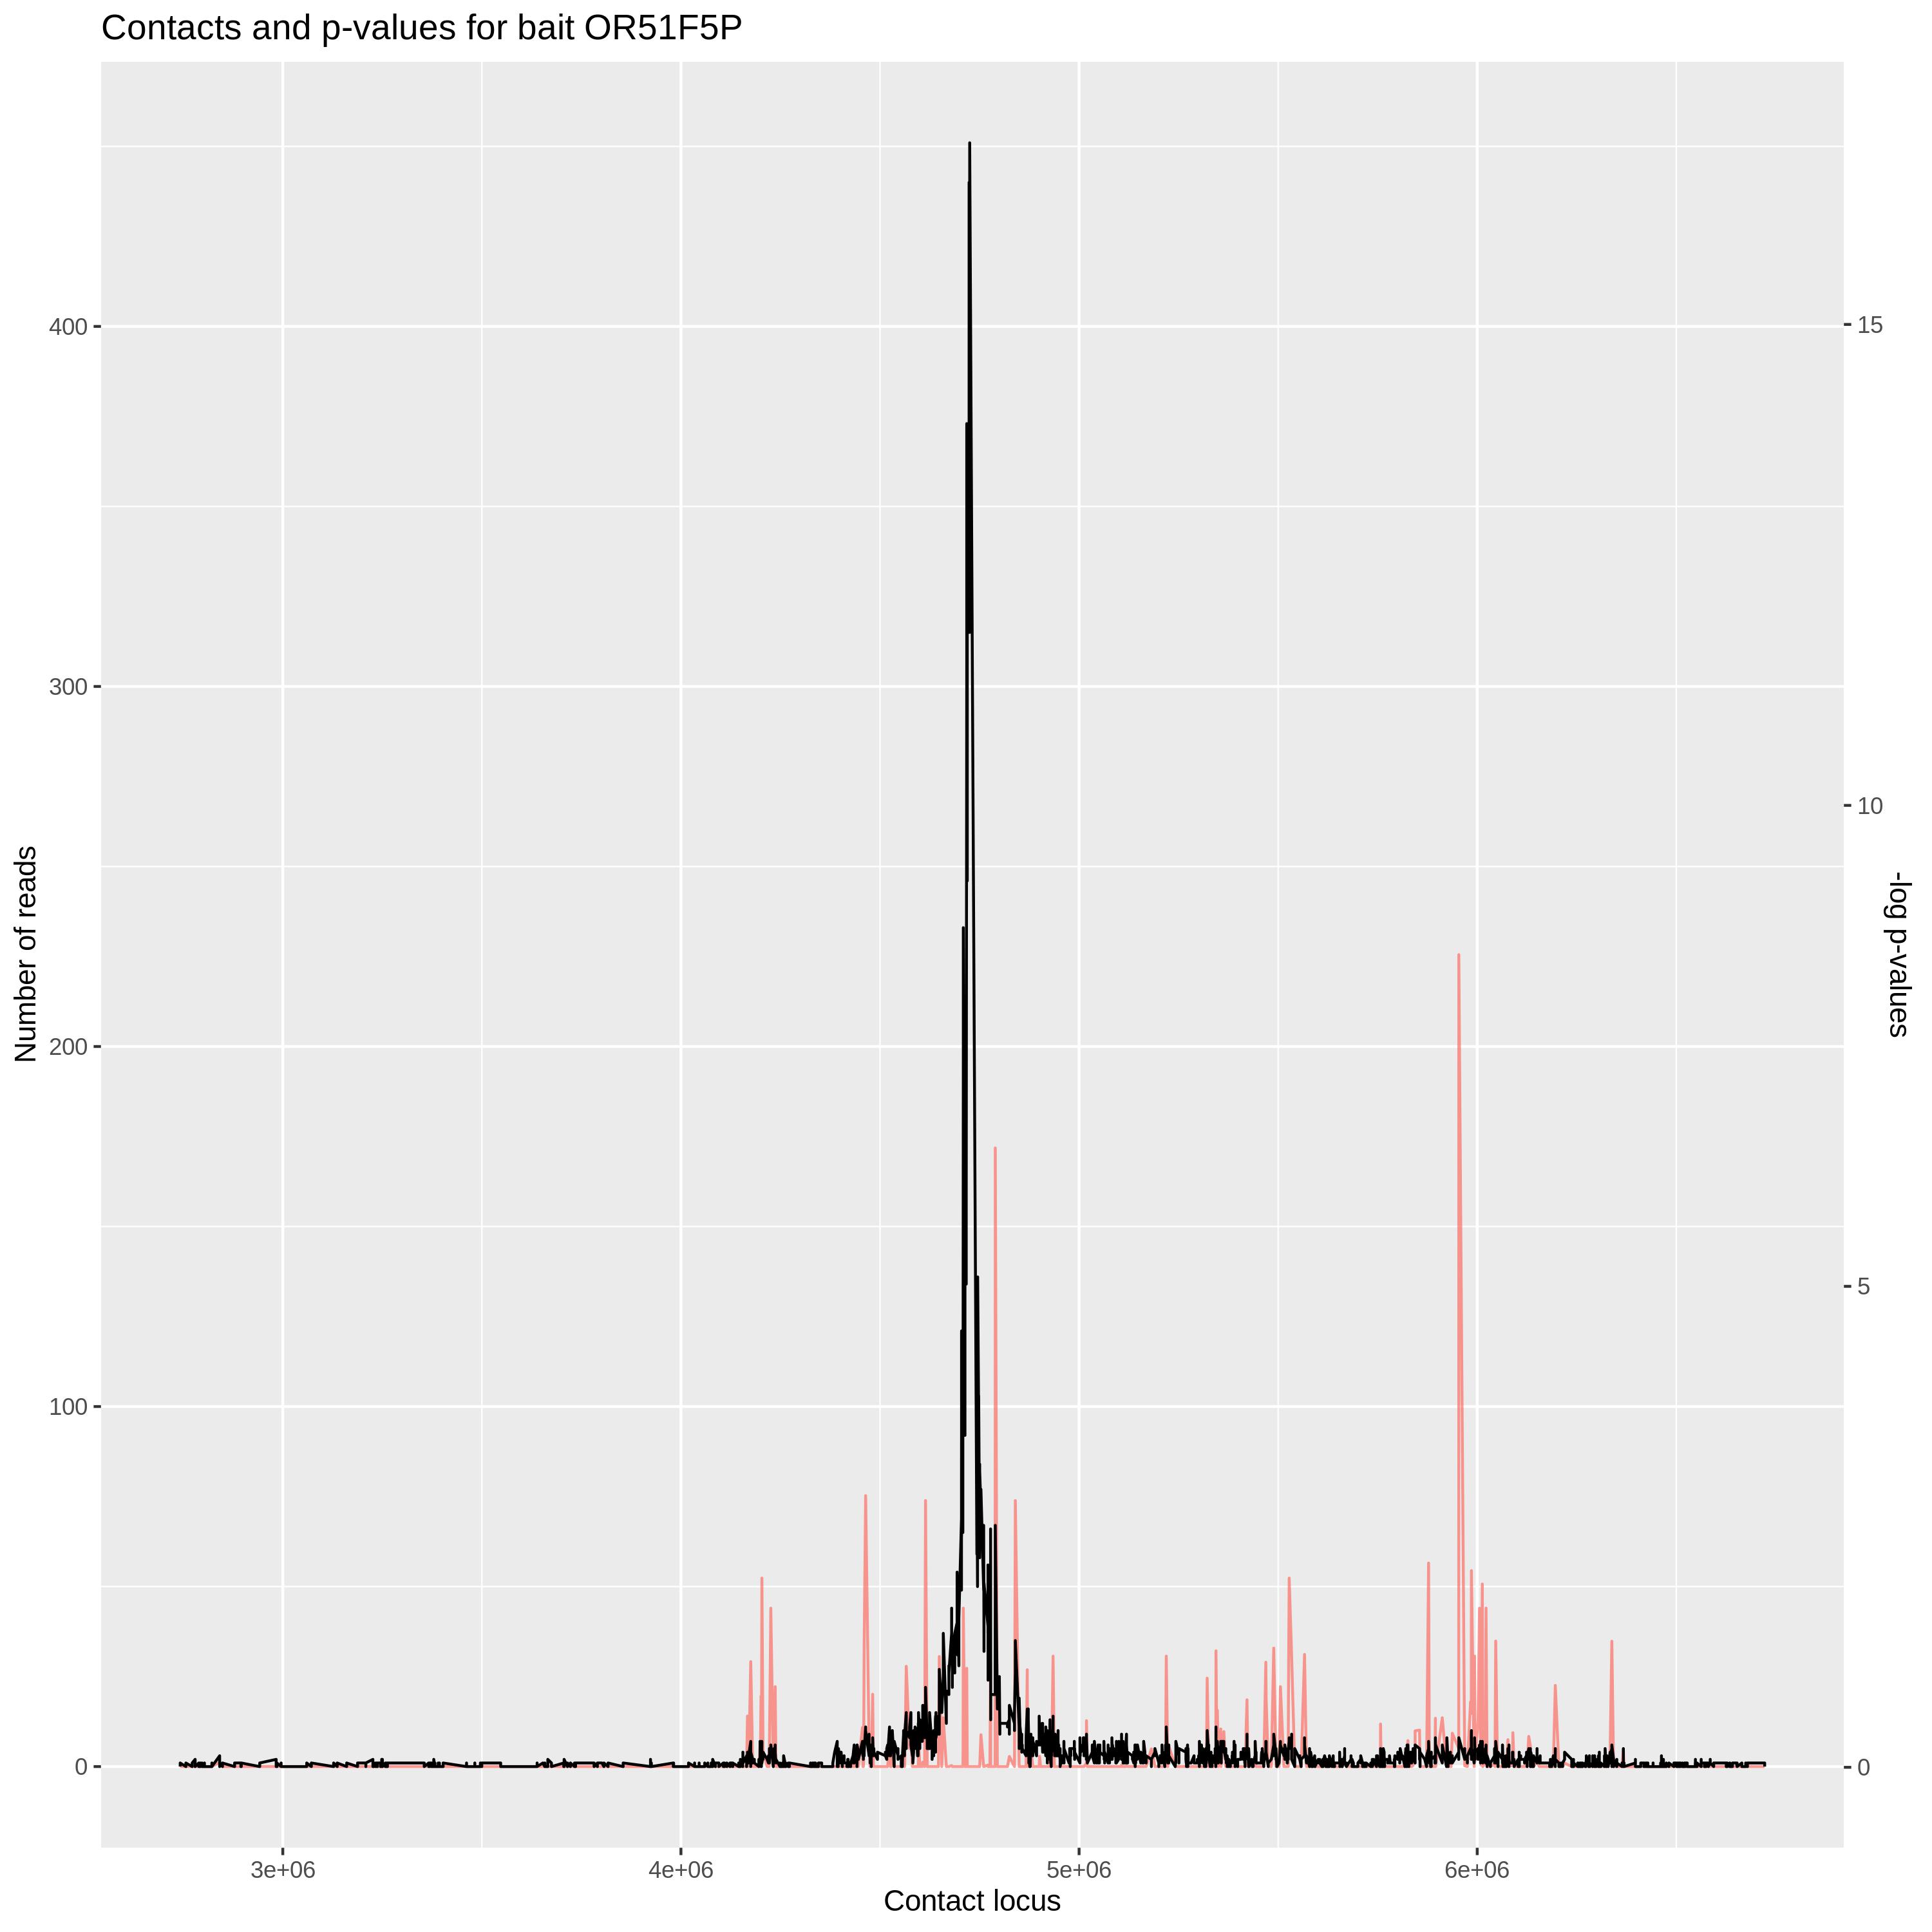 Contacts and p-values for bait OR51F5P
400
300
200
100
0
Number of reads
15
10
5
0
-log p-values
3e+06 4e+06 5e+06 6e+06
Contact locus